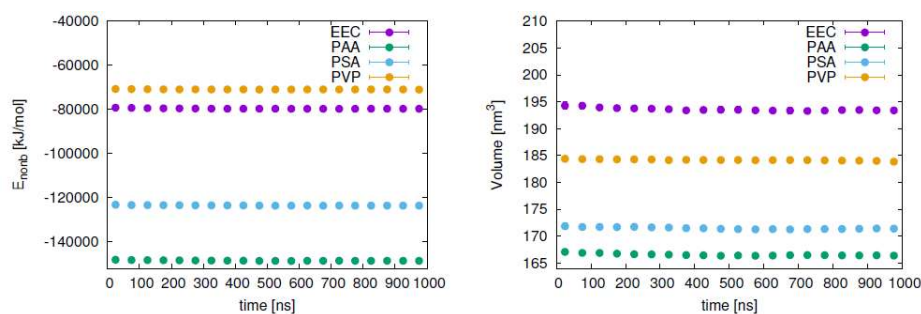 -40000
-60000
-80000
-100000
-120000
-140000
E_nonb [kJ/mol]
EEC
PAA
PSA
PVP
0 100 200 300 400 500 600 700 800 900 1000
time [ns]
210
205
200
195
190
185
180
175
170
165
Volume [nm³]
EEC
PAA
PSA
PVP
0 100 200 300 400 500 600 700 800 900 1000
time [ns]